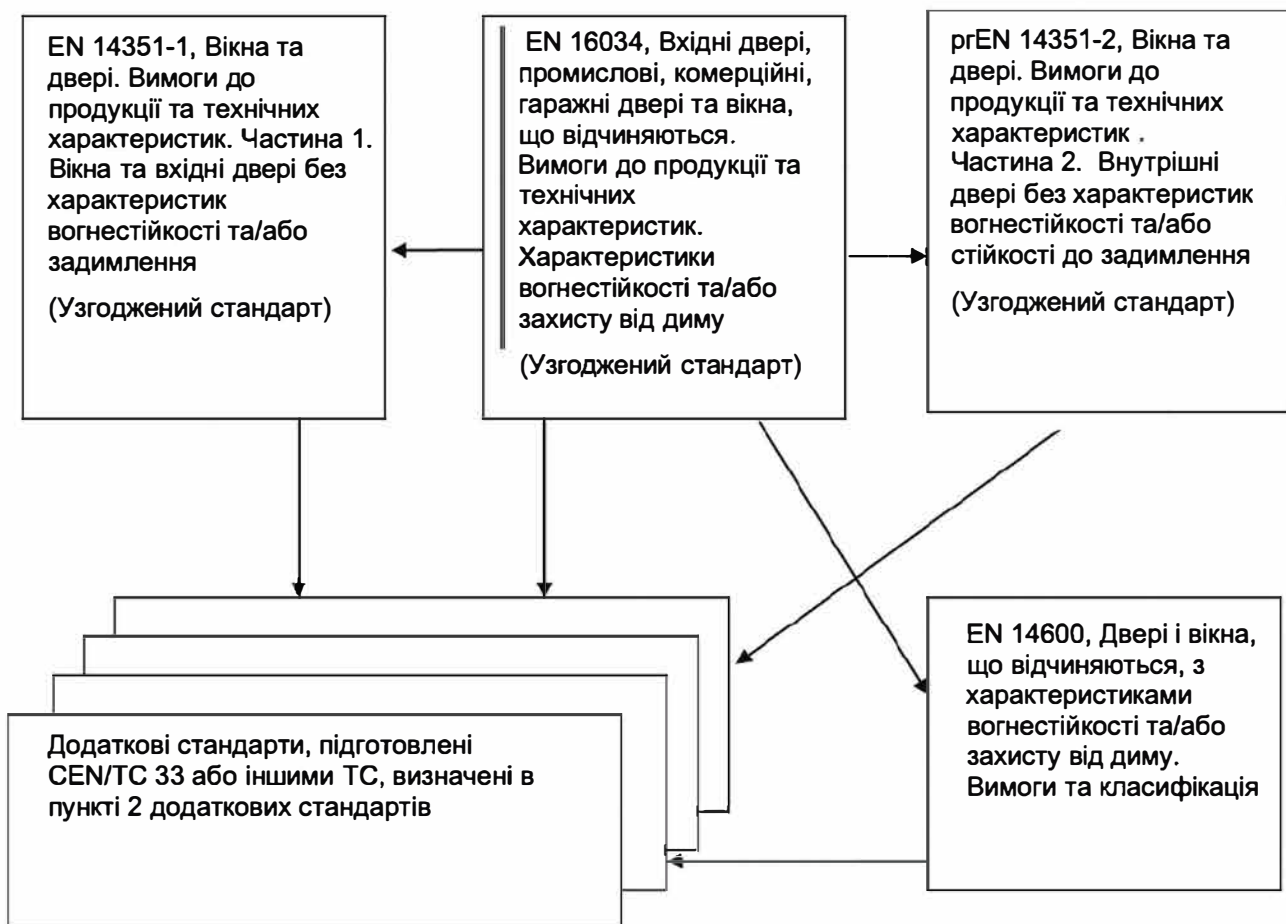 EN 14351-1, Вікна та
двері. Вимоги до
продукції та технічних
характеристик. Частина 1.
Вікна та вхідні двері без
характеристик
вогнестійкості та/або
задимлення
(Узгоджений стандарт)
EN 16034, Вхідні двері,
промислові, комерційні,
гаражні двері та вікна,
що відчиняються.
Вимоги до продукції та
технічних
характеристик.
Характеристики
вогнестійкості та/або
захисту від диму
(Узгоджений стандарт)
prEN 14351-2, Вікна та
двері. Вимоги до
продукції та технічних
характеристик .
Частина 2. Внутрішні
двері без характеристик
вогнестійкості та/або
стійкості до задимлення
(Узгоджений стандарт)
Додаткові стандарти, підготовлені
CEN/TC 33 або іншими ТС, визначені в
пункті 2 додаткових стандартів
EN 14600, Двері і вікна,
що відчиняються, з
характеристиками
вогнестійкості та/або
захисту від диму.
Вимоги та класифікація